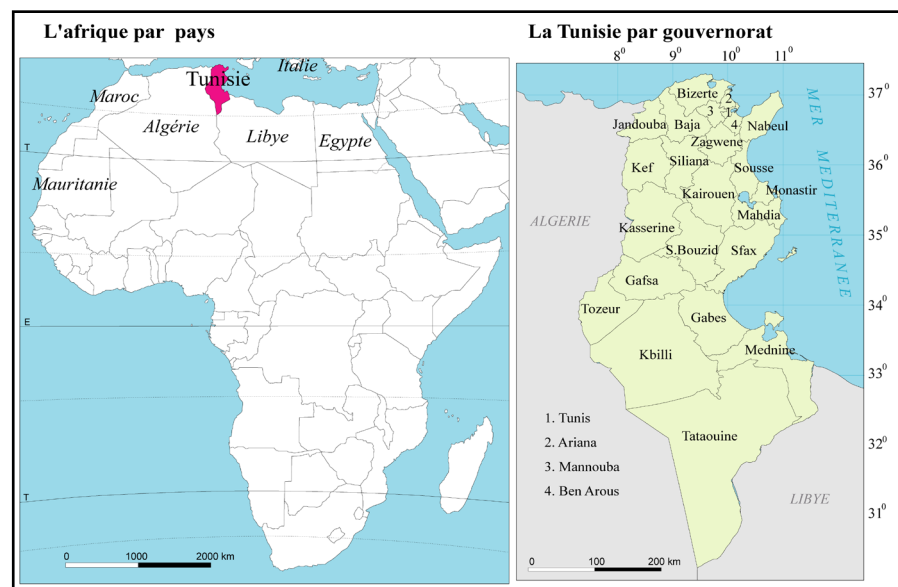 L'afrique par pays
Italie
Tunisie
Maroc
Algérie
Libye
Egypte
Mauritanie
T
E
T
0 1000 2000 km
La Tunisie par gouvernorat
8⁰ 9⁰ 10⁰ 11⁰
37⁰
36⁰
35⁰
34⁰
33⁰
32⁰
31⁰
Bizerte
2
3 1
4
Jandouba Baja Nabeul
Zagwene
Kef Siliana Sousse
Kairouen Monastir
Mahdia
Kasserine
S.Bouzid Sfax
Gafsa
Tozeur Gabes
Kbilli Mednine
Tataouine
ALGERIE
MER MEDITERRANEE
LIBYE
1. Tunis
2. Ariana
3. Mannouba
4. Ben Arous
0 100 200 km